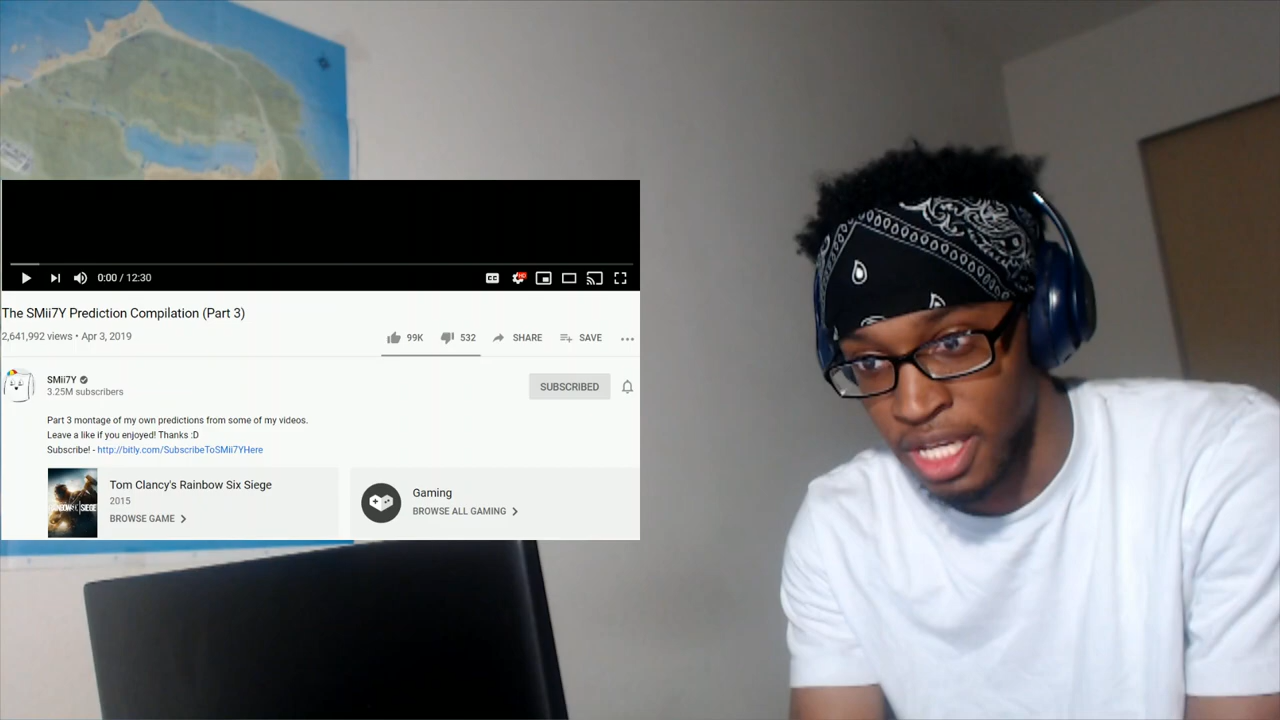 0:00 / 12:30
CC
HD
The SMii7Y Prediction Compilation (Part 3)
2,641,992 views • Apr 3, 2019
99K
532
SHARE
SAVE
SMii7Y
3.25M subscribers
SUBSCRIBED
Part 3 montage of my own predictions from some of my videos.
Leave a like if you enjoyed! Thanks :D
Subscribe! - http://bitly.com/SubscribeToSMii7YHere
SIEGE
Tom Clancy's Rainbow Six Siege
2015
BROWSE GAME
Gaming
BROWSE ALL GAMING